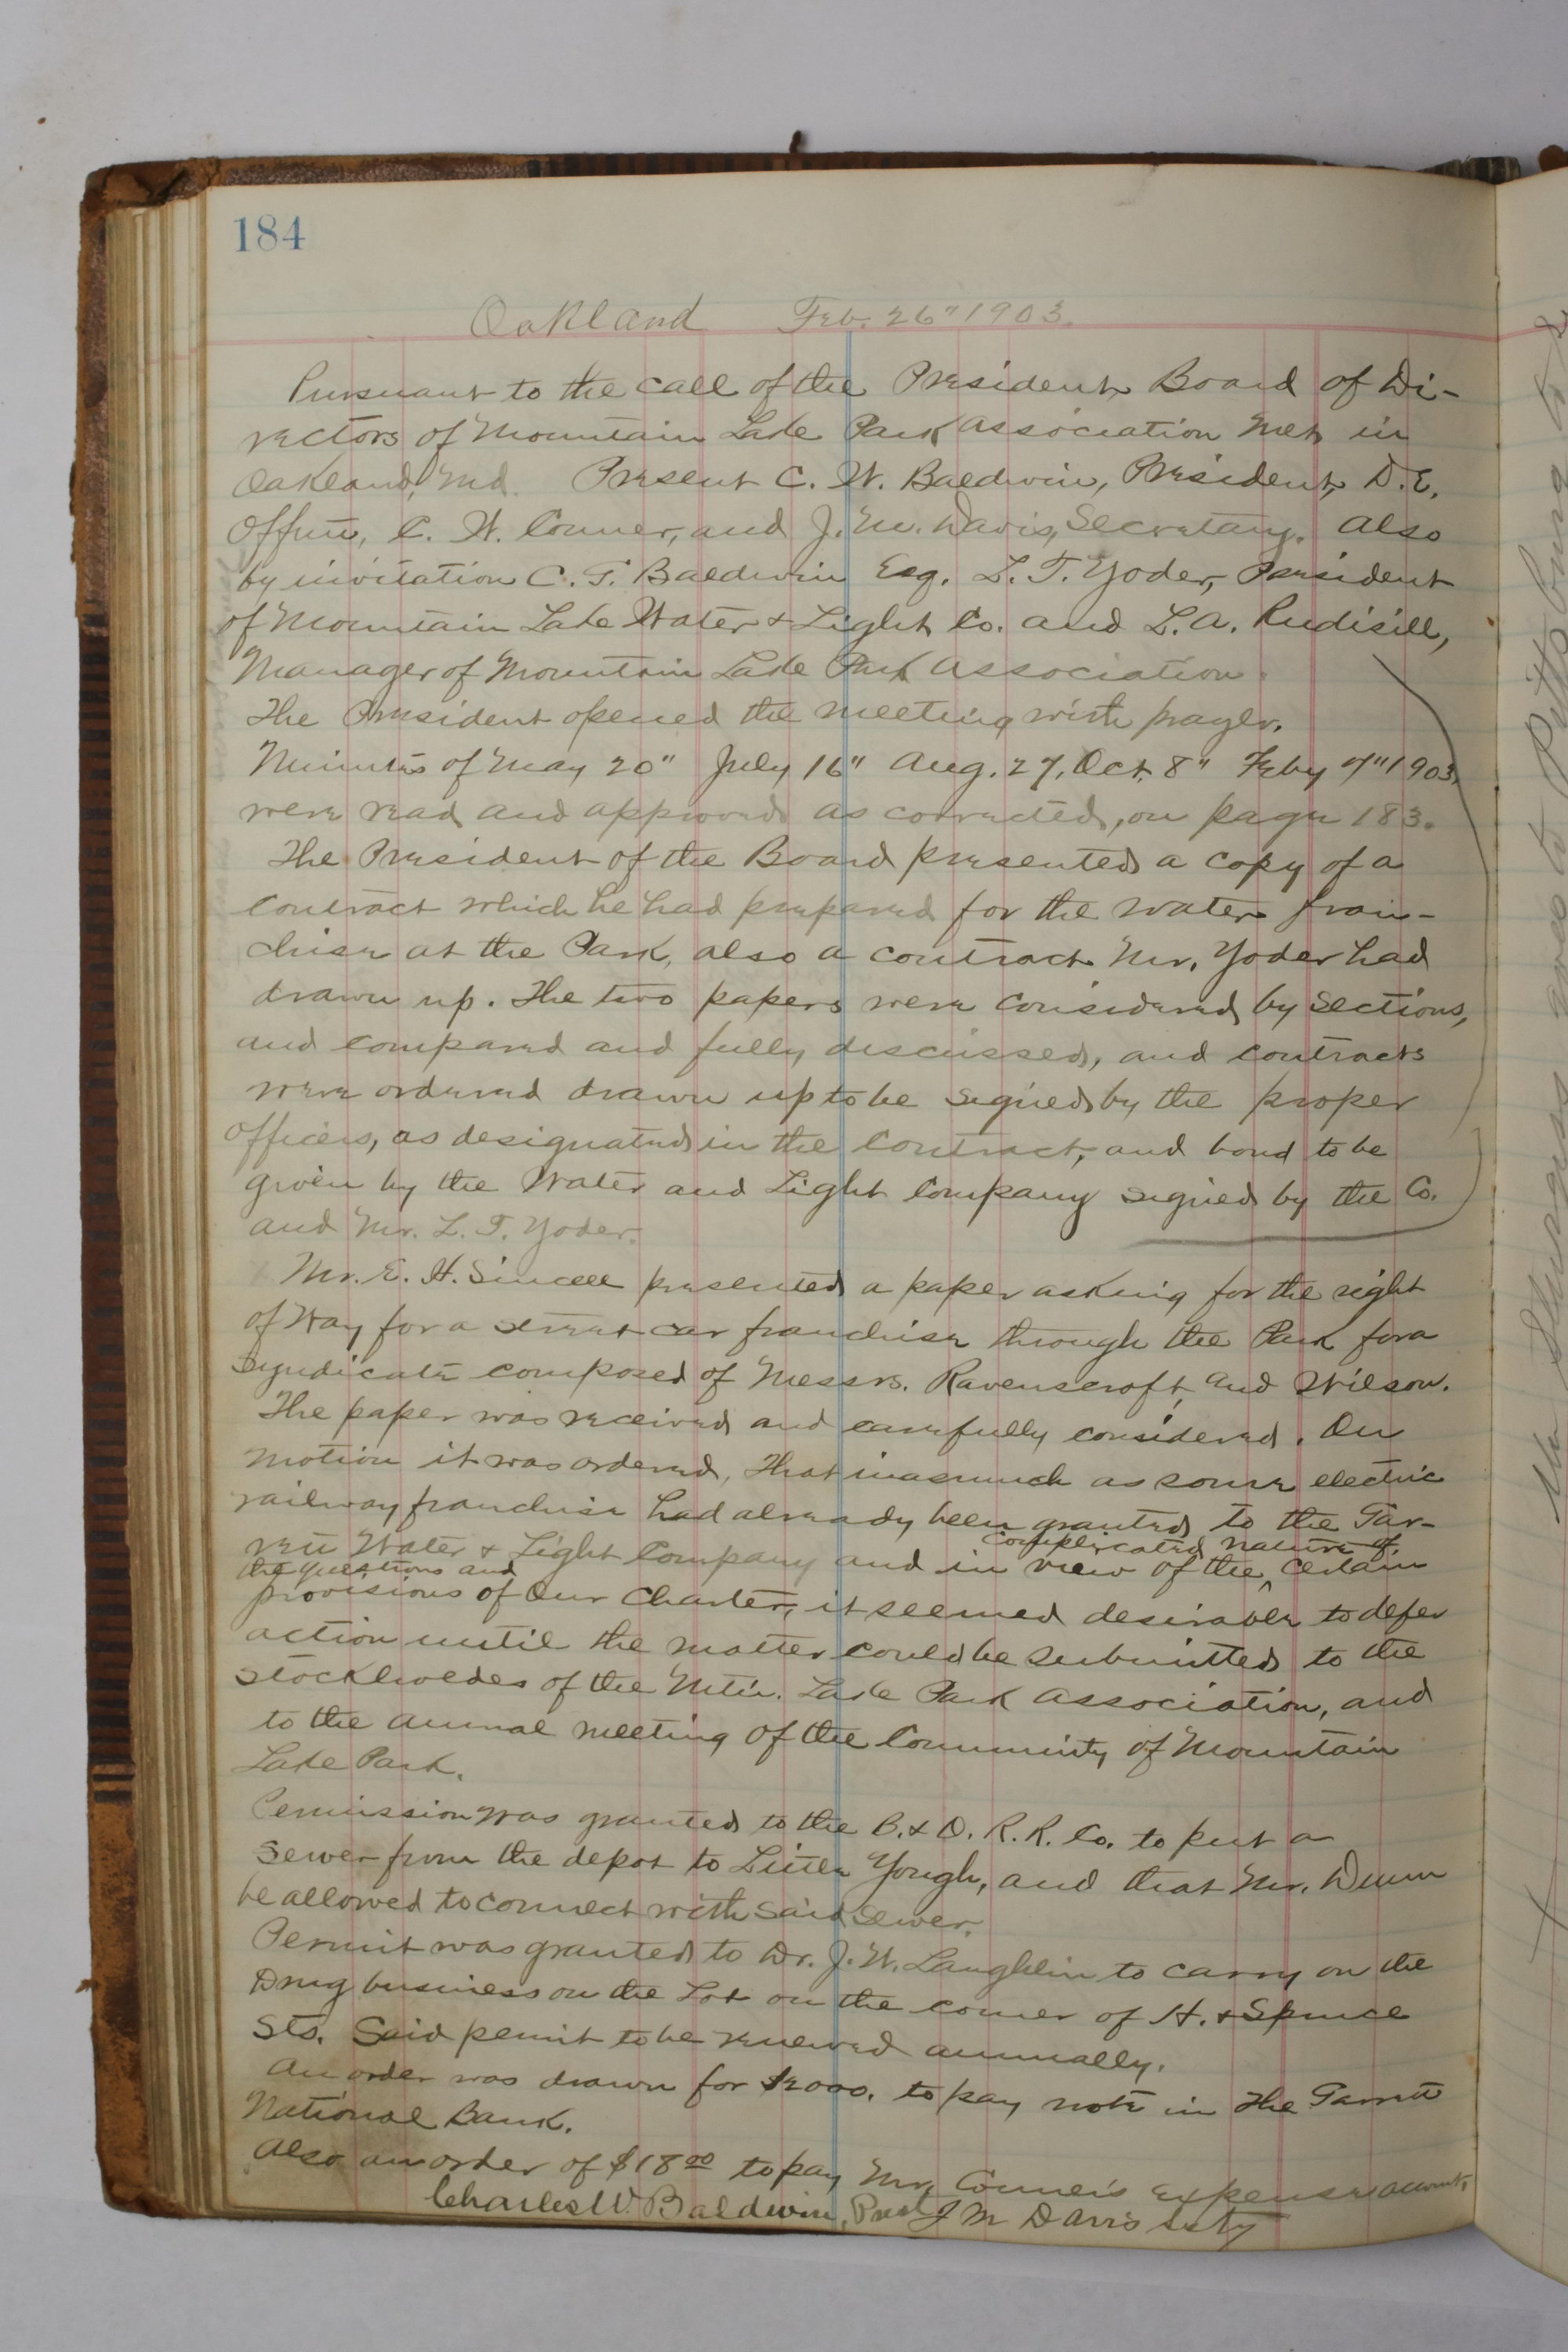 184
Oakland Feb. 26" 1903.
Pursuant to the call of the President Board of Di-
rectors of Mountain Lake Park Association met in
Oakland, Md. Present C. W. Baldwin, President, D. E.
Offutt, C. W. Conner, and J. M. Davis, Secretary. Also
by invitation C. T. Baldwin Esq. L. T. Yoder, President
of Mountain Lake Water & Light Co. and L. A. Rudisill,
Manager of Mountain Lake Park Association.
The President opened the meeting with prayer.
Minutes of May 20" July 16" Aug. 27, Oct. 8" Feby 7" 1903,
were read and approved as corrected, on page 183.
The President of the Board presented a copy of a
contract which he had prepared for the water fran-
chise at the Park, also a contract Mr. Yoder had
drawn up. The two papers were considered by Sections,
and compared and fully discussed, and contracts
were ordered drawn up to be signed by the proper
officers, as designated in the Contract, and bond to be
given by the Water and Light Company signed by the Co.
and Mr. L. T. Yoder.
Mr. E. H. Sincell presented a paper asking for the right
of Way for a street car franchise through the Park for a
Syndicate composed of Messrs. Ravenscroft, and Wilson.
The paper was received and carefully considered. On
motion it was ordered, That inasmuch as some electric
railway franchise had already been granted to the Gar-
rett Water & Light Company and in view of the complicated nature of certain
the questions and
provisions of Our Charter, it seemed desirable to defer
action until the matter could be submitted to the
Stockholdes of the Mt'n. Lake Park Association, and
to the annual meeting of the Community of Mountain
Lake Park.
Permission was granted to the B. & O. R. R. Co. to put a
Sewer from the depot to Little Yough, and that Mr. Dunn
be allowed to connect with said Sewer.
Permit was granted to Dr. J. W. Laughlin to carry on the
Drug business on the Lot on the corner of H. & Spruce
Sts. Said permit to be renewed annually.
An order was drawn for $2000. to pay note in the Garrett
National Bank.
Also an order of $18 00 to pay Mr. Conner's expense account.
Charles W. Baldwin, Prest J M Davis secty